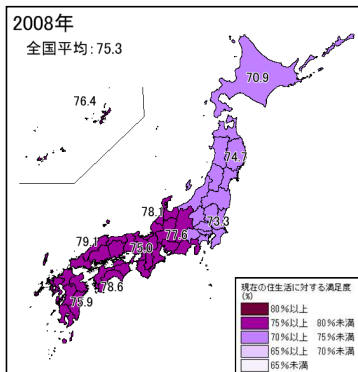 2008年
全国平均:75.3
70.9
76.4
74.7
78.1
73.3
77.6
79.1
75.0
78.6
75.9
現在の住生活に対する満足度
(%)
80%以上
75%以上 80%未満
70%以上 75%未満
65%以上 70%未満
65%未満